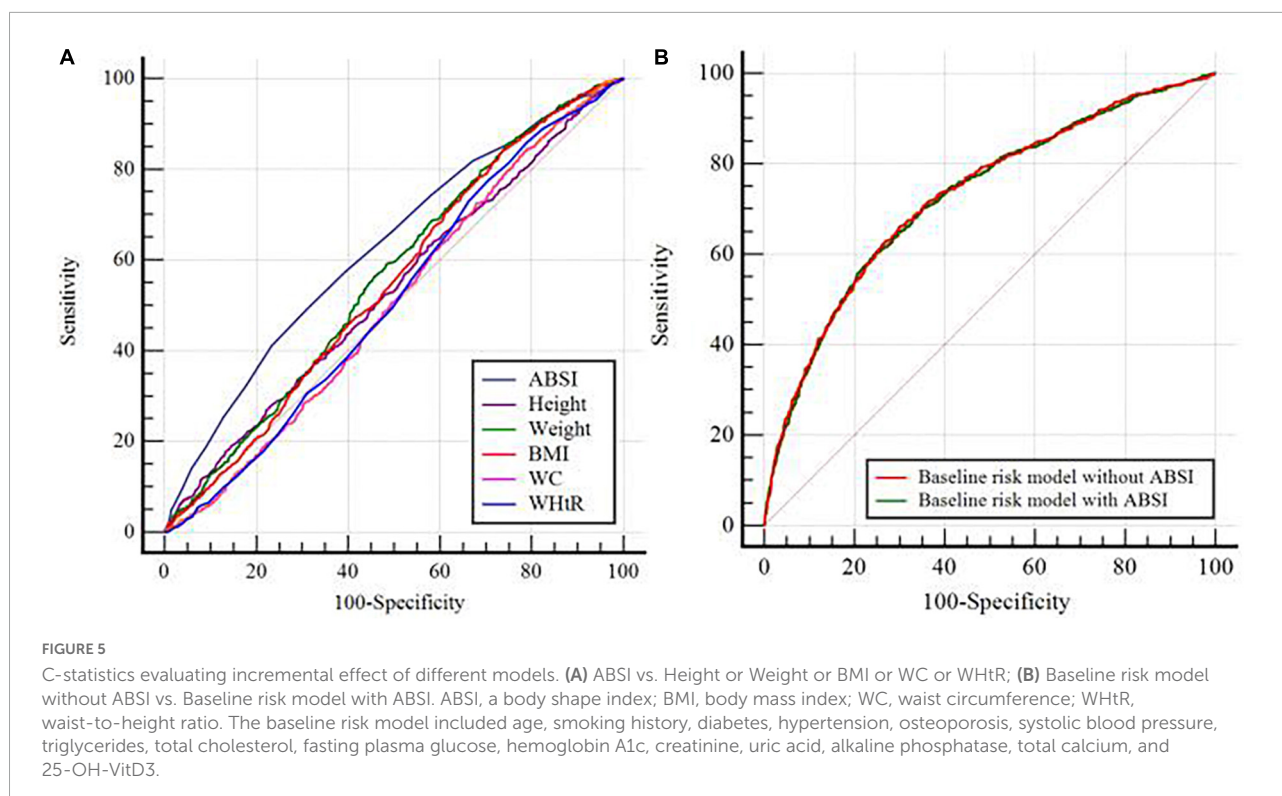 A
100
80
60
40
20
0
Sensitivity
0
20
40
60
80
100
100-Specificity
ABSI
Height
Weight
BMI
WC
WHtR
B
100
80
60
40
20
0
Sensitivity
0
20
40
60
80
100
100-Specificity
Baseline risk model without ABSI
Baseline risk model with ABSI
FIGURE 5
C-statistics evaluating incremental effect of different models. (A) ABSI vs. Height or Weight or BMI or WC or WHtR; (B) Baseline risk model
without ABSI vs. Baseline risk model with ABSI. ABSI, a body shape index; BMI, body mass index; WC, waist circumference; WHtR,
waist-to-height ratio. The baseline risk model included age, smoking history, diabetes, hypertension, osteoporosis, systolic blood pressure,
triglycerides, total cholesterol, fasting plasma glucose, hemoglobin A1c, creatinine, uric acid, alkaline phosphatase, total calcium, and
25-OH-VitD3.